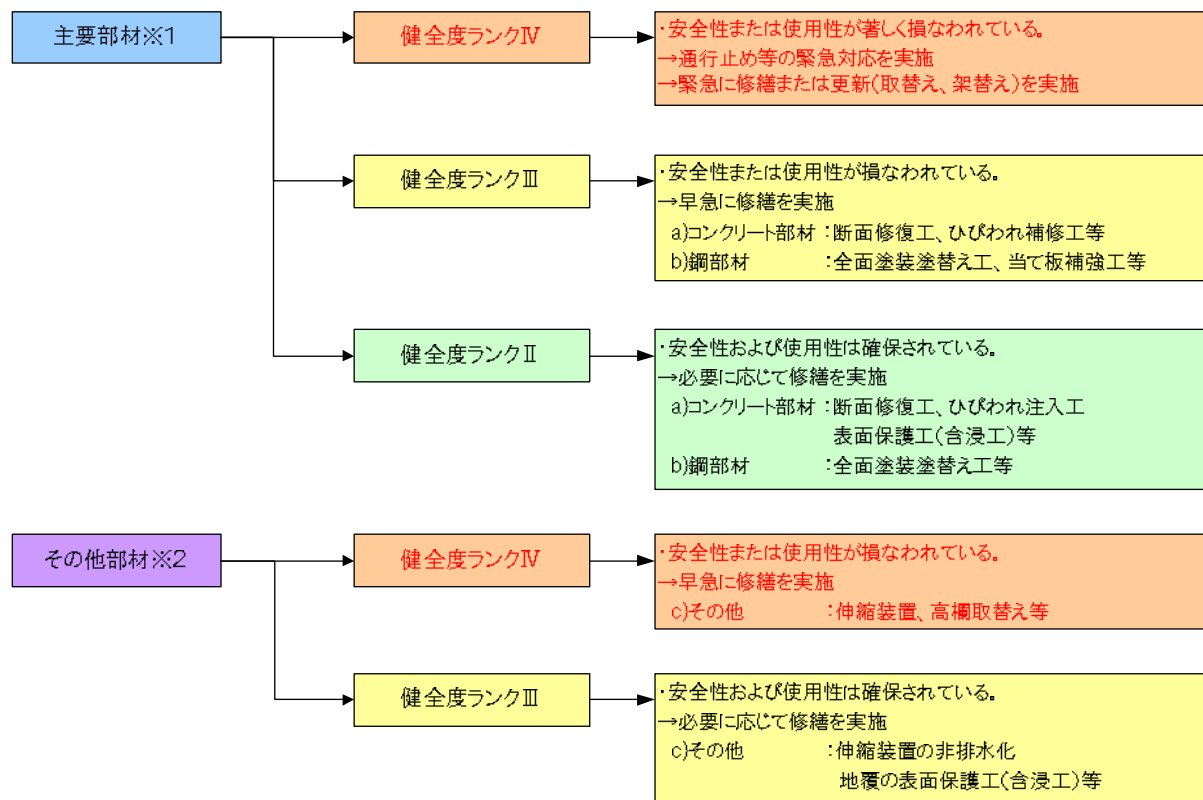 主要部材※1
健全度ランクⅣ
・安全性または使用性が著しく損なわれている。
→通行止め等の緊急対応を実施
→緊急に修繕または更新(取替え、架替え)を実施
健全度ランクⅢ
・安全性または使用性が損なわれている。
→早急に修繕を実施
a)コンクリート部材：断面修復工、ひびわれ補修工等
b)鋼部材　　　　：全面塗装塗替え工、当て板補強工等
健全度ランクⅡ
・安全性および使用性は確保されている。
→必要に応じて修繕を実施
a)コンクリート部材：断面修復工、ひびわれ注入工
表面保護工(含浸工)等
b)鋼部材　　　　：全面塗装塗替え工等
その他部材※2
健全度ランクⅣ
・安全性または使用性が損なわれている。
→早急に修繕を実施
c)その他　　　　：伸縮装置、高欄取替え等
健全度ランクⅢ
・安全性および使用性は確保されている。
→必要に応じて修繕を実施
c)その他　　　　：伸縮装置の非排水化
地覆の表面保護工(含浸工)等